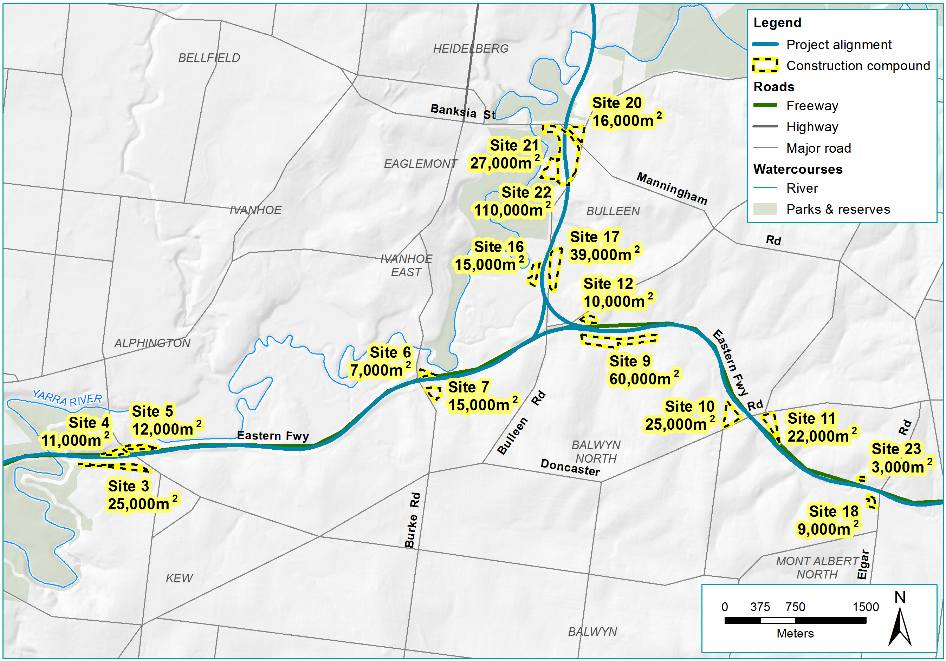 Legend
Project alignment
Construction compound
Roads
Freeway
Highway
Major road
Watercourses
River
Parks & reserves
HEIDELBERG
BELLFIELD
Banksia St
Site 20
16,000m²
Site 21
27,000m²
EAGLEMONT
Site 22
110,000m²
Manningham
Rd
IVANHOE
BULLEEN
Site 16
15,000m²
Site 17
39,000m²
IVANHOE
EAST
Site 12
10,000m²
ALPHINGTON
Site 6
7,000m²
Site 7
15,000m²
Site 9
60,000m²
Eastern Fwy
YARRA RIVER
Site 4
11,000m²
Site 5
12,000m²
Eastern Fwy
Bulleen Rd
Site 10
25,000m²
Rd
Site 11
22,000m²
Rd
BALWYN
NORTH
Doncaster
Site 3
25,000m²
Site 23
3,000m²
Burke Rd
Site 18
9,000m²
MONT ALBERT
NORTH
Elgar
KEW
BALWYN
0 375 750 1500
Meters
N